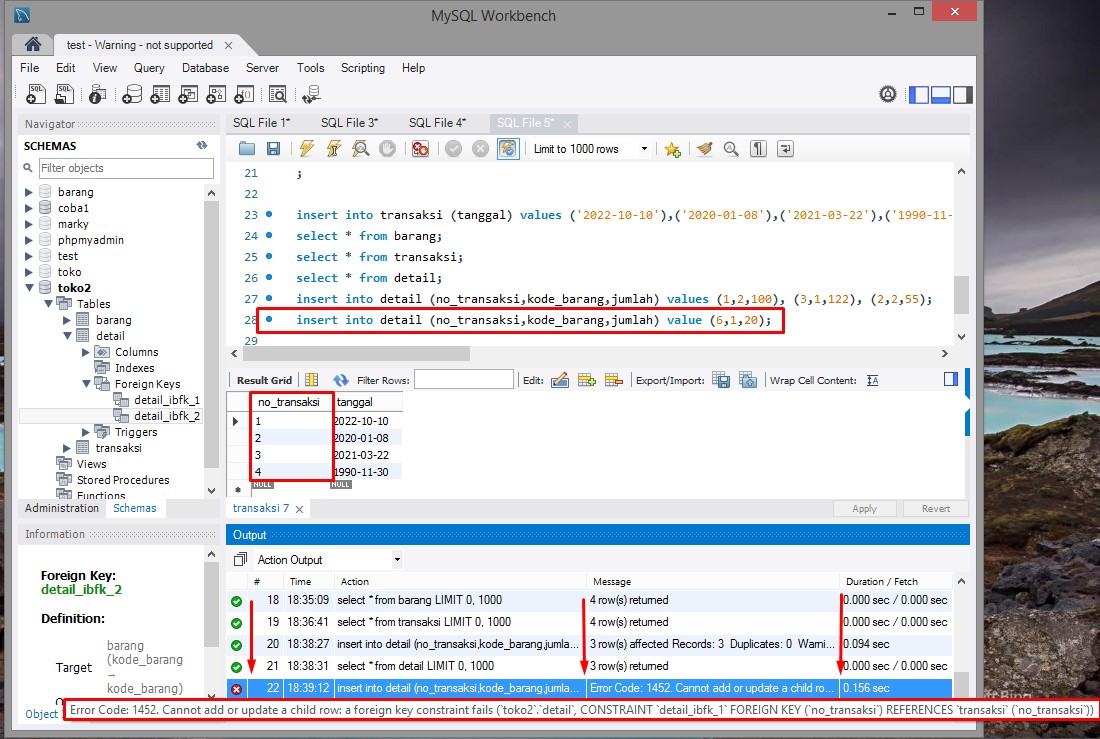 MySQL Workbench
test - Warning - not supported
File Edit View Query Database Server Tools Scripting Help
Navigator
SCHEMAS
Filter objects
barang
coba1
marky
phpmyadmin
test
toko
toko2
Tables
barang
detail
Columns
Indexes
Foreign Keys
detail_ibfk_1
detail_ibfk_2
Triggers
transaksi
Views
Stored Procedures
Functions
Administration Schemas
Information
Foreign Key:
detail_ibfk_2
Definition:
Target
barang
(kode_barang
→
kode_barang)
Object
SQL File 1* SQL File 3* SQL File 4* SQL File 5*
Limit to 1000 rows
21 ;
22
23 insert into transaksi (tanggal) values ('2022-10-10'),('2020-01-08'),('2021-03-22'),('1990-11-
24 select * from barang;
25 select * from transaksi;
26 select * from detail;
27 insert into detail (no_transaksi,kode_barang,jumlah) values (1,2,100), (3,1,122), (2,2,55);
28 insert into detail (no_transaksi,kode_barang,jumlah) value (6,1,20);
29
Result Grid Filter Rows: Edit: Export/Import: Wrap Cell Content:
no_transaksi tanggal
1 2022-10-10
2 2020-01-08
3 2021-03-22
4 1990-11-30
NULL NULL
transaksi 7 Apply Revert
Output
Action Output
# Time Action Message Duration / Fetch
18 18:35:09 select * from barang LIMIT 0, 1000 4 row(s) returned 0.000 sec / 0.000 sec
19 18:36:41 select * from transaksi LIMIT 0, 1000 4 row(s) returned 0.000 sec / 0.000 sec
20 18:38:27 insert into detail (no_transaksi,kode_barang,jumla... 3 row(s) affected Records: 3 Duplicates: 0 Warni... 0.094 sec
21 18:38:31 select * from detail LIMIT 0, 1000 3 row(s) returned 0.000 sec / 0.000 sec
22 18:39:12 insert into detail (no_transaksi,kode_barang,jumla... Error Code: 1452. Cannot add or update a child ro... 0.156 sec
Error Code: 1452. Cannot add or update a child row: a foreign key constraint fails (`toko2`.`detail`, CONSTRAINT `detail_ibfk_1` FOREIGN KEY (`no_transaksi`) REFERENCES `transaksi` (`no_transaksi`))